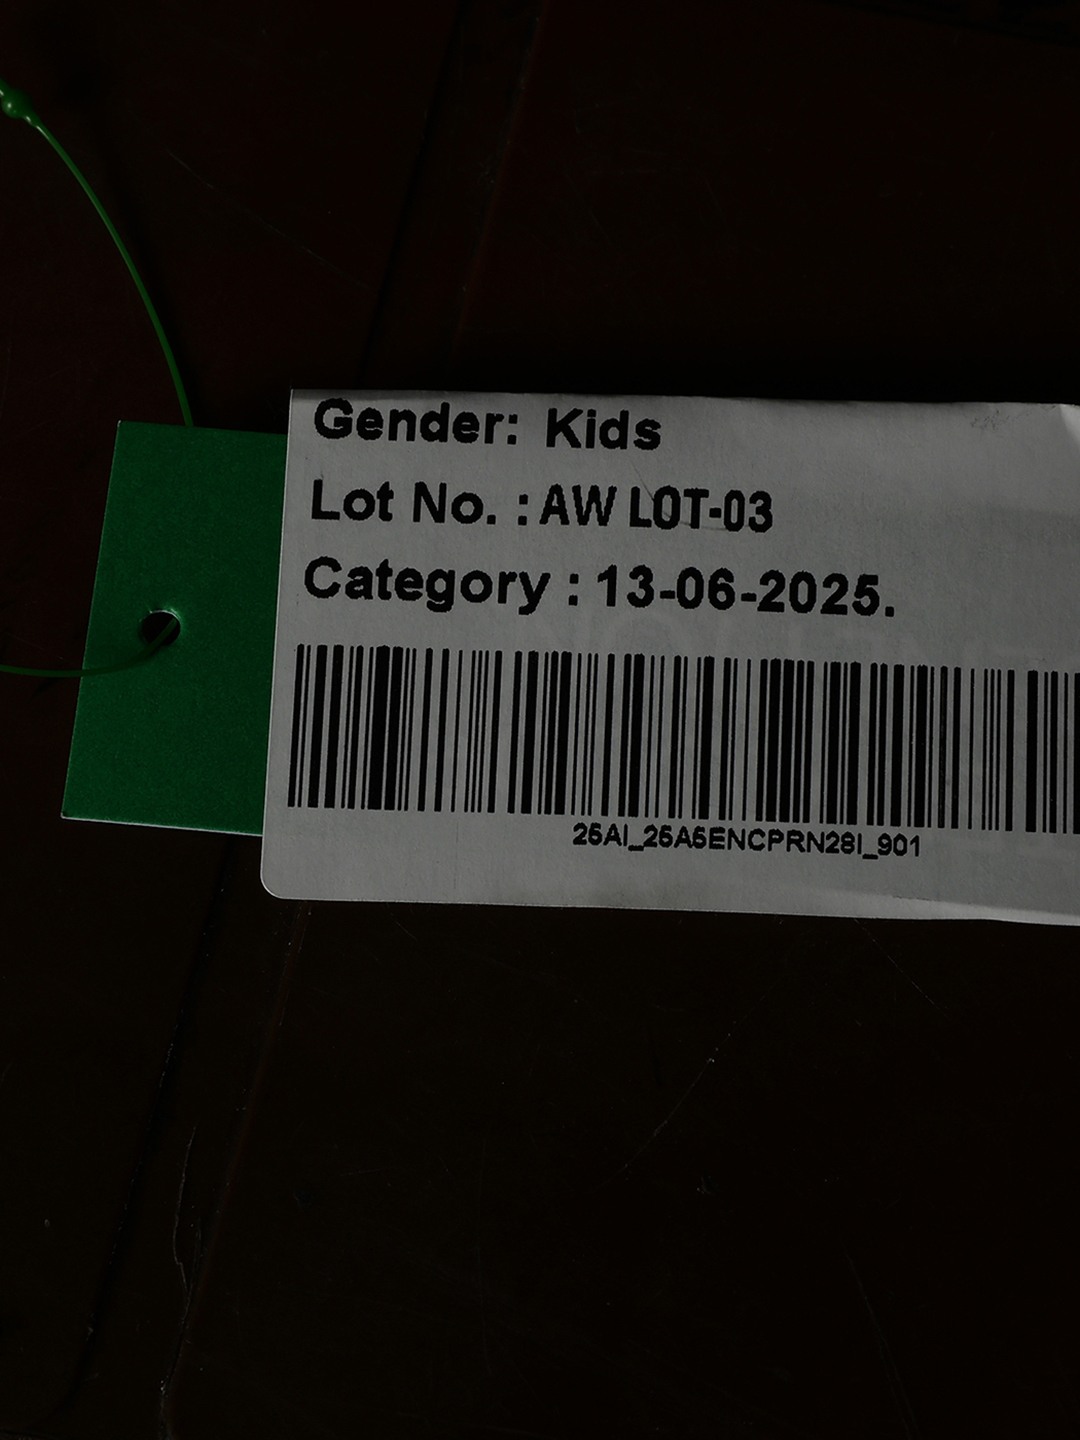 Gender: Kids
Lot No. : AW LOT-03
Category : 13-06-2025.
25AI_25A5ENCPRN28I_901